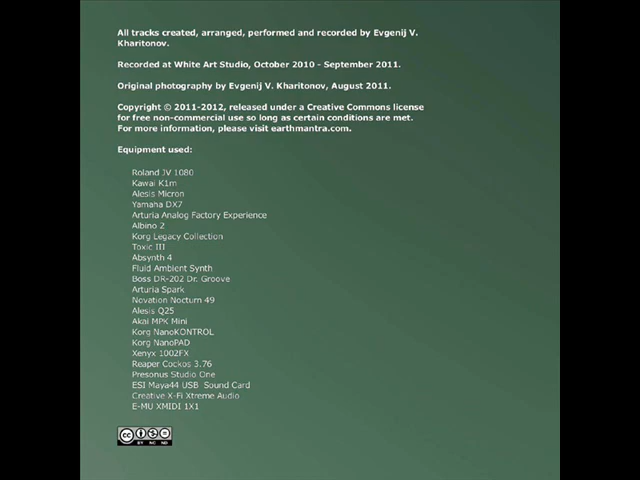 All tracks created, arranged, performed and recorded by Evgenij V.
Kharitonov.
Recorded at White Art Studio, October 2010 - September 2011.
Original photography by Evgenij V. Kharitonov, August 2011.
Copyright © 2011-2012, released under a Creative Commons license
for free non-commercial use so long as certain conditions are met.
For more information, please visit earthmantra.com.
Equipment used:
Roland JV 1080
Kawai K1m
Alesis Micron
Yamaha DX7
Arturia Analog Factory Experience
Albino 2
Korg Legacy Collection
Toxic III
Absynth 4
Fluid Ambient Synth
Boss DR-202 Dr. Groove
Arturia Spark
Novation Nocturn 49
Alesis Q25
Akai MPK Mini
Korg NanoKONTROL
Korg NanoPAD
Xenyx 1002FX
Reaper Cockos 3.76
Presonus Studio One
ESI Maya44 USB Sound Card
Creative X-Fi Xtreme Audio
E-MU XMIDI 1X1
cc
BY NC ND